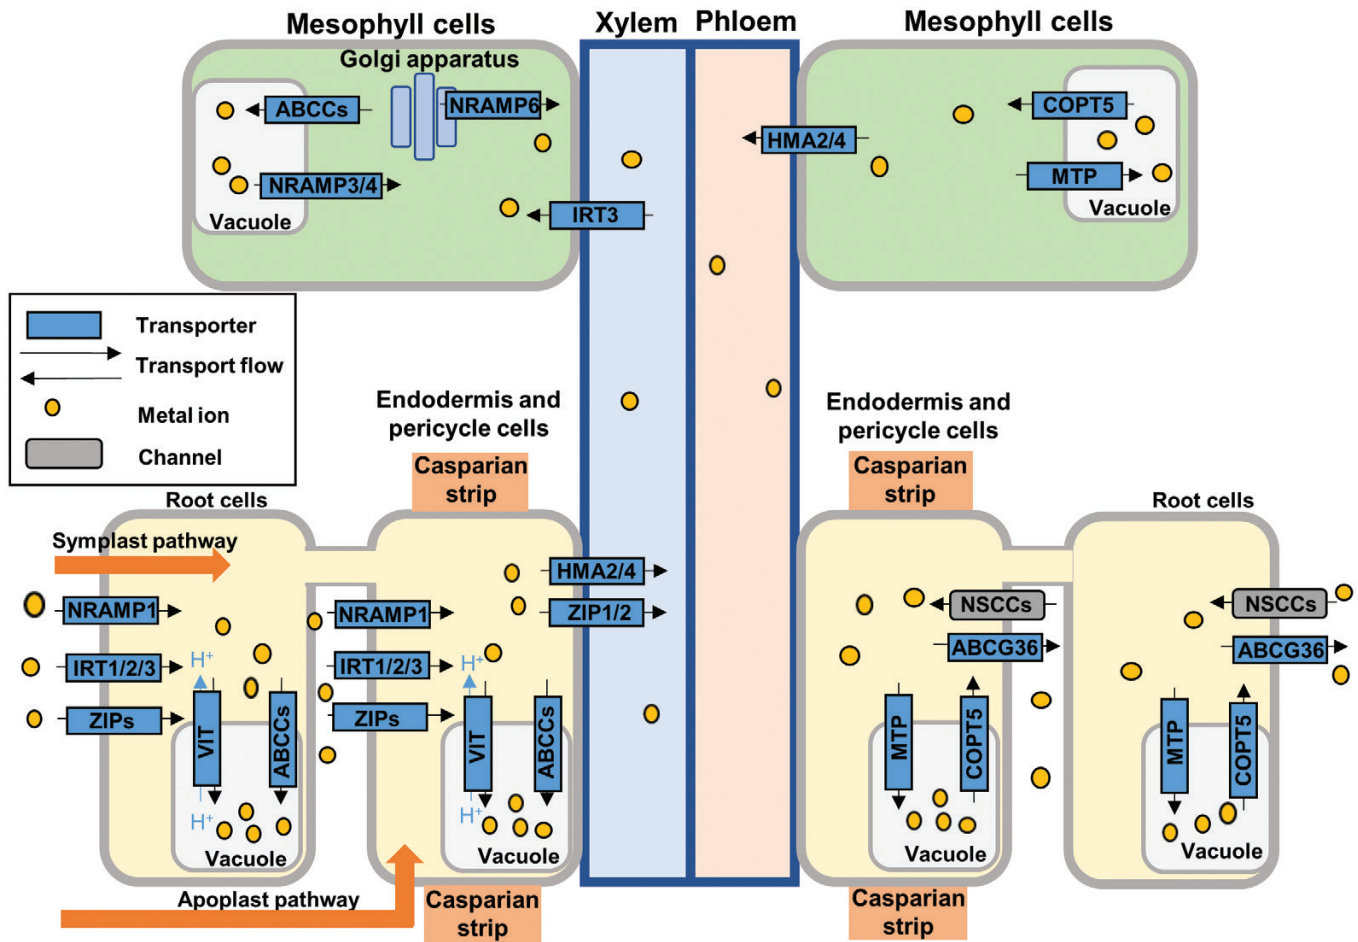 Mesophyll cells
Xylem
Phloem
Mesophyll cells
Golgi apparatus
ABCCs
NRAMP6
NRAMP3/4
Vacuole
IRT3
HMA2/4
COPT5
MTP
Vacuole
Transporter
Transport flow
Metal ion
Channel
Endodermis and
pericycle cells
Casparian
strip
Endodermis and
pericycle cells
Casparian
strip
Root cells
Root cells
Symplast pathway
NRAMP1
IRT1/2/3
ZIPs
H+
VIT
H+
ABCCs
Vacuole
NRAMP1
IRT1/2/3
ZIPs
H+
VIT
H+
ABCCs
Vacuole
HMA2/4
ZIP1/2
NSCCs
ABCG36
MTP
COPT5
Vacuole
NSCCs
ABCG36
MTP
COPT5
Vacuole
Apoplast pathway
Casparian
strip
Casparian
strip